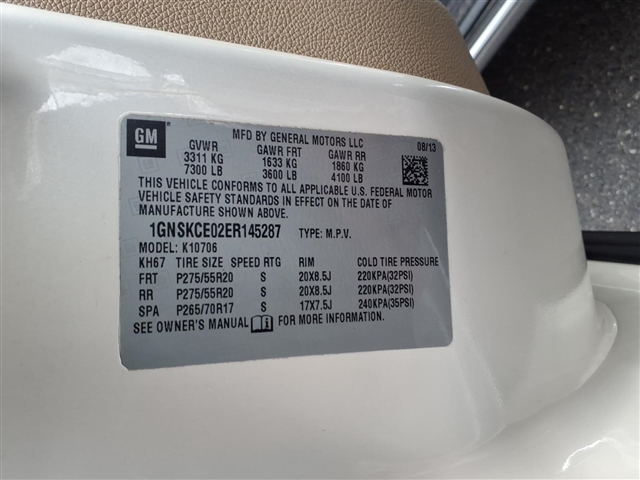 GM
MFD BY GENERAL MOTORS LLC 08/13
GVWR GAWR FRT GAWR RR
3311 KG 1633 KG 1860 KG
7300 LB 3600 LB 4100 LB
THIS VEHICLE CONFORMS TO ALL APPLICABLE U.S. FEDERAL MOTOR
VEHICLE SAFETY STANDARDS IN EFFECT ON THE DATE OF
MANUFACTURE SHOWN ABOVE.
1GNSKCE02ER145287 TYPE: M.P.V.
MODEL: K10706
KH67 TIRE SIZE SPEED RTG RIM COLD TIRE PRESSURE
FRT P275/55R20 S 20X8.5J 220KPA(32PSI)
RR P275/55R20 S 20X8.5J 220KPA(32PSI)
SPA P265/70R17 S 17X7.5J 240KPA(35PSI)
SEE OWNER'S MANUAL FOR MORE INFORMATION.